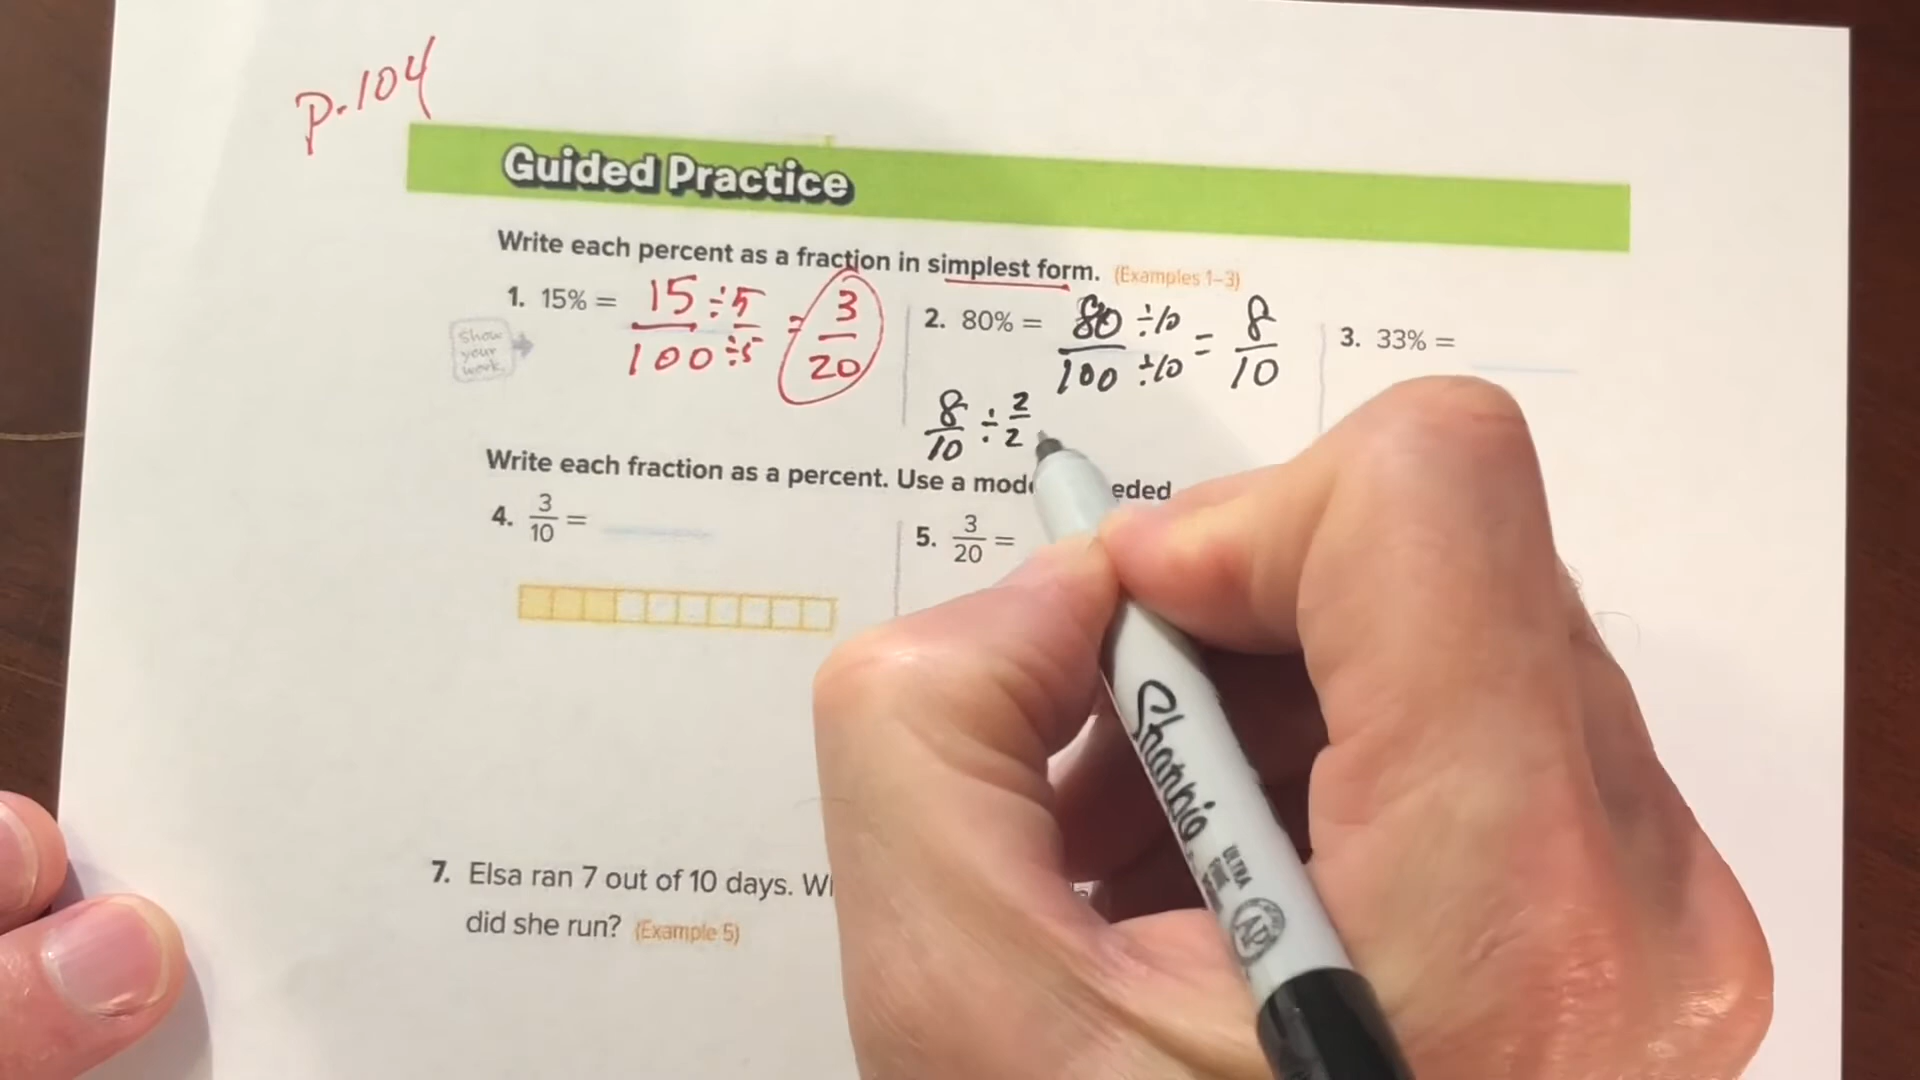 p.104
Guided Practice
Write each percent as a fraction in simplest form. (Examples 1–3)
1. 15% = 15 ÷5 / 100 ÷5 = 3/20
2. 80% = 80 ÷10 / 100 ÷10 = 8/10
3. 33% =
Show
your
work.
8/10 ÷ 2/2
Write each fraction as a percent. Use a mod eded
4. 3/10 =
5. 3/20 =
7. Elsa ran 7 out of 10 days.
did she run? (Example 5)
Sharpie
ULTRA
FINE
AP